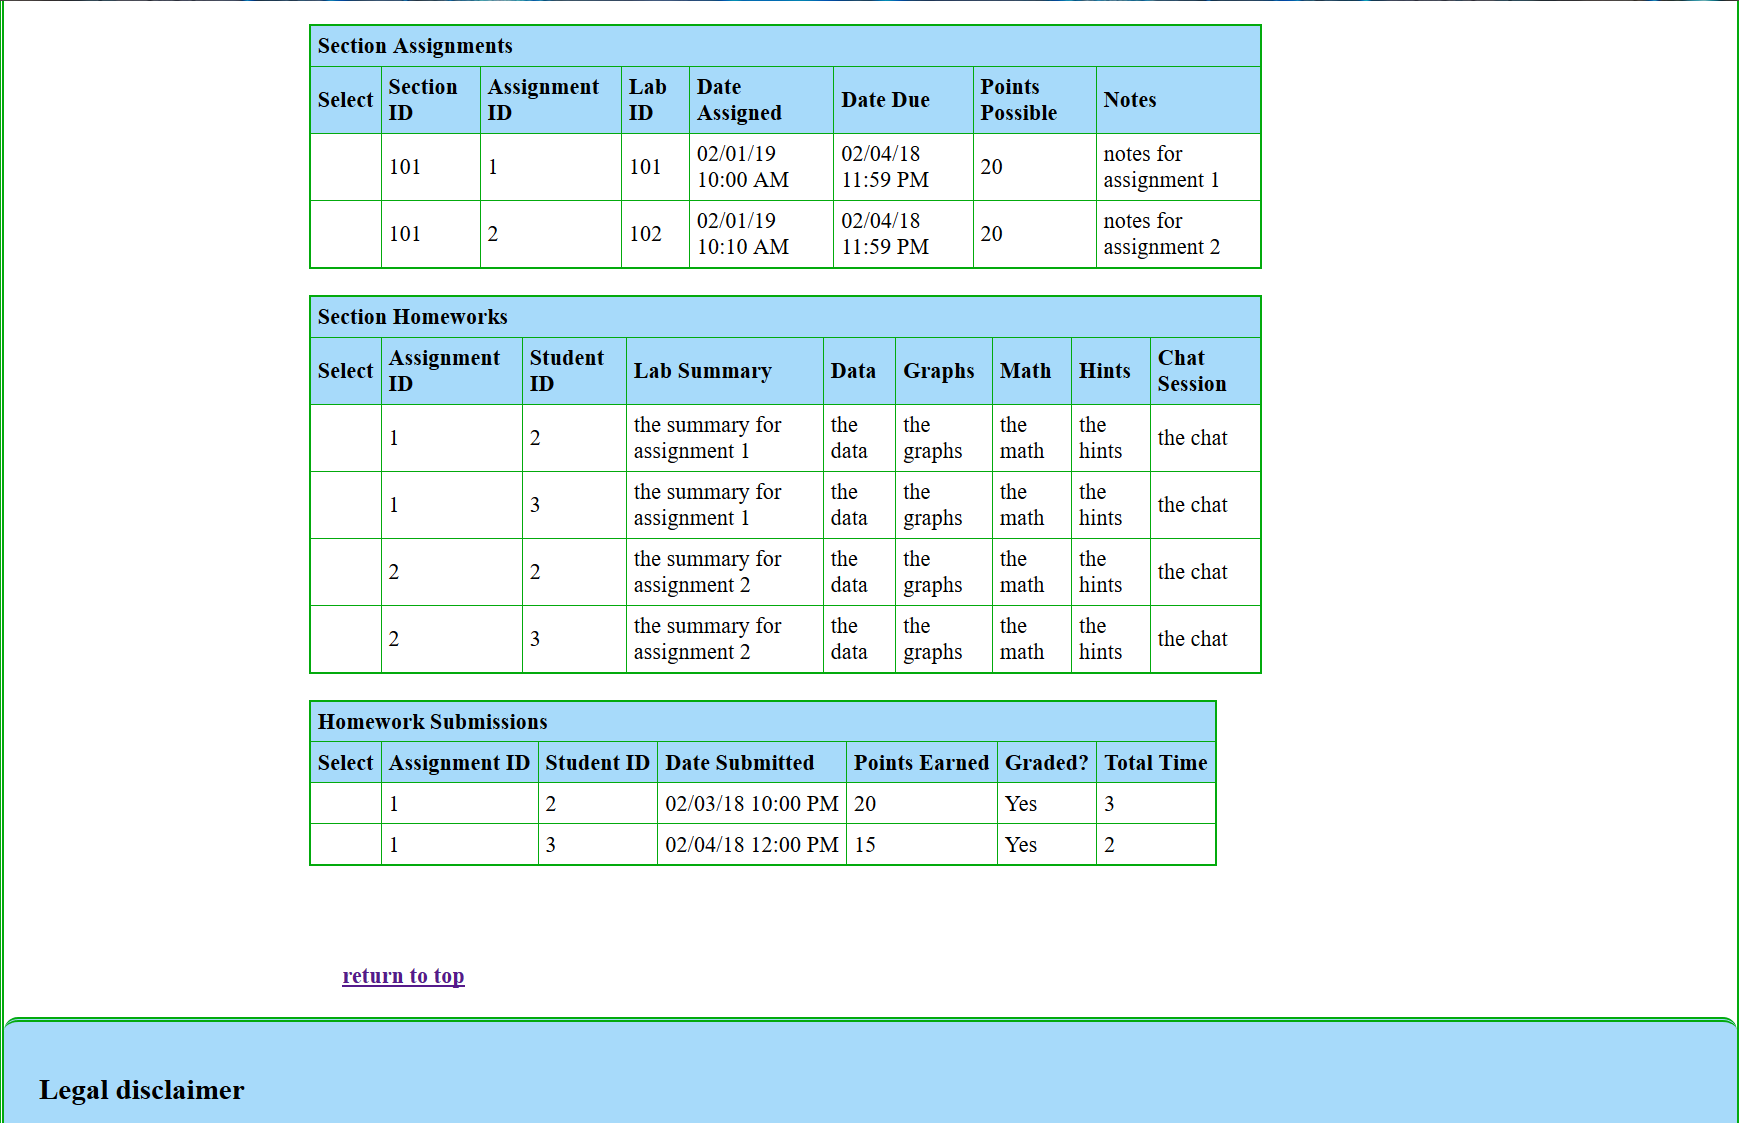 Section Assignments
Select Section ID Assignment ID Lab ID Date Assigned Date Due Points Possible Notes
101 1 101 02/01/19 10:00 AM 02/04/18 11:59 PM 20 notes for assignment 1
101 2 102 02/01/19 10:10 AM 02/04/18 11:59 PM 20 notes for assignment 2
Section Homeworks
Select Assignment ID Student ID Lab Summary Data Graphs Math Hints Chat Session
1 2 the summary for assignment 1 the data the graphs the math the hints the chat
1 3 the summary for assignment 1 the data the graphs the math the hints the chat
2 2 the summary for assignment 2 the data the graphs the math the hints the chat
2 3 the summary for assignment 2 the data the graphs the math the hints the chat
Homework Submissions
Select Assignment ID Student ID Date Submitted Points Earned Graded? Total Time
1 2 02/03/18 10:00 PM 20 Yes 3
1 3 02/04/18 12:00 PM 15 Yes 2
return to top
Legal disclaimer